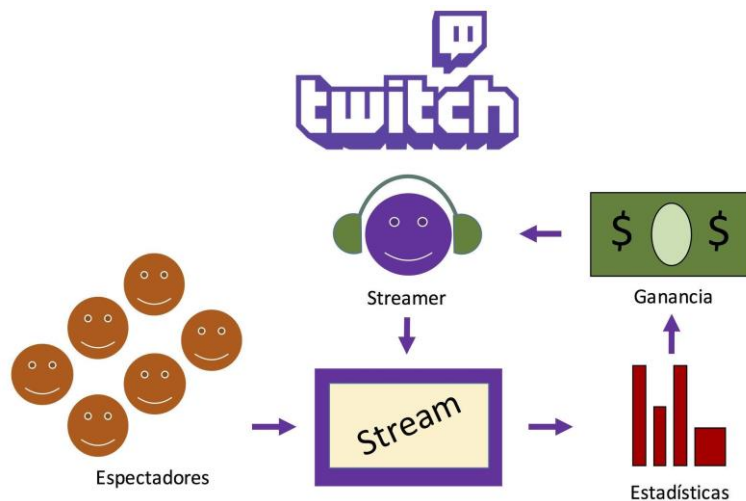 twitch
$ $
Streamer
Ganancia
Stream
Espectadores
Estadísticas